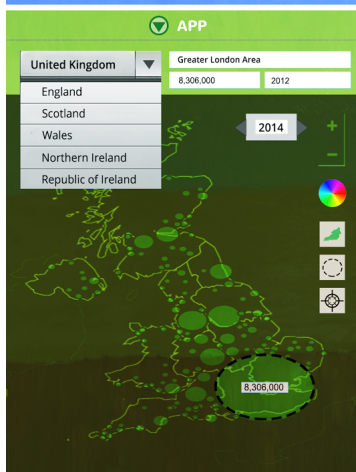 APP
United Kingdom
Greater London Area
8,306,000
2012
England
Scotland
Wales
Northern Ireland
Republic of Ireland
2014
8,306,000